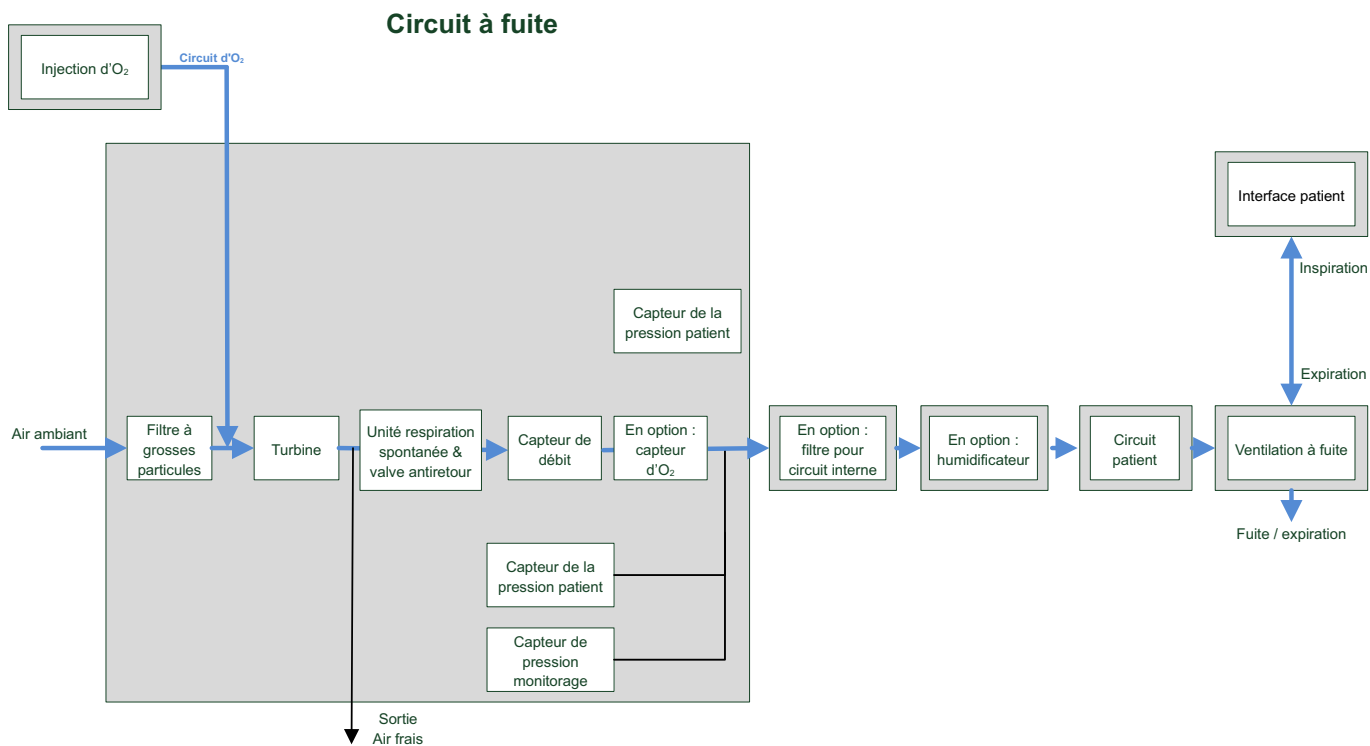 Circuit à fuite
Injection d’O₂
Circuit d'O₂
Interface patient
Inspiration
Capteur de la
pression patient
Expiration
Air ambiant
Filtre à
grosses
particules
Turbine
Unité respiration
spontanée &
valve antiretour
Capteur de
débit
En option :
capteur
d’O₂
En option :
filtre pour
circuit interne
En option :
humidificateur
Circuit
patient
Ventilation à fuite
Fuite / expiration
Capteur de la
pression patient
Capteur de
pression
monitorage
Sortie
Air frais